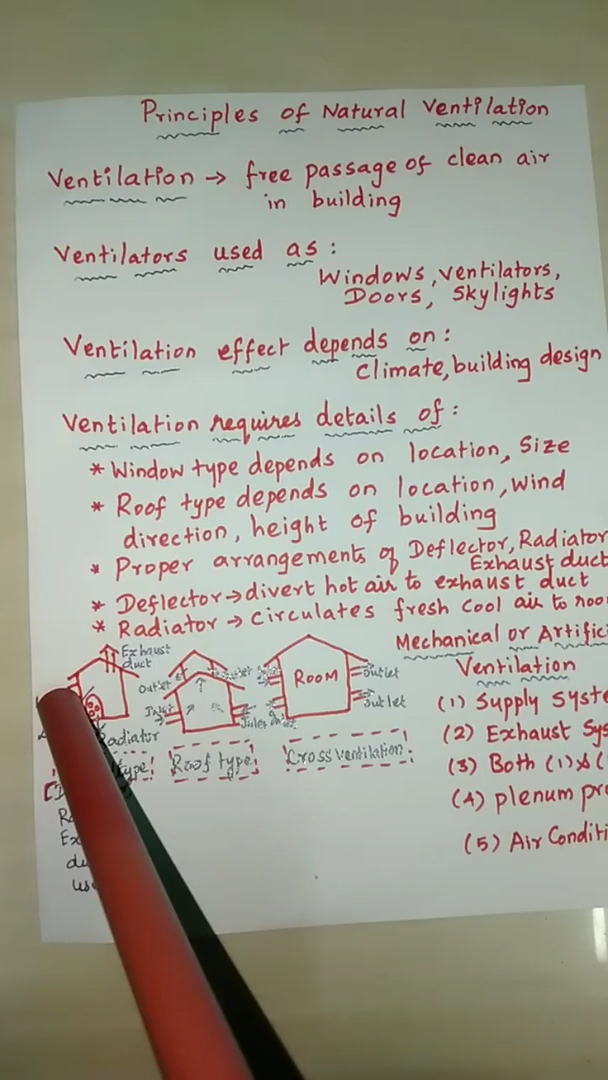 Principles of Natural Ventilation
Ventilation → free passage of clean air
in building
Ventilators used as :
Windows, ventilators,
Doors, Skylights
Ventilation effect depends on :
Climate, building design
Ventilation requires details of :
* Window type depends on location, Size
* Roof type depends on location, wind
direction, height of building
* Proper arrangements of Deflector, Radiator
Exhaust duct
* Deflector → divert hot air to exhaust duct
* Radiator → circulates fresh cool air to
Exhaust
duct
Radiator
type
Outlet
Inlet
Inlet
Roof type
ROOM
Outlet
Outlet
Cross ventilation
Mechanical or
Ventilation
(1) Supply
(2) Exhaust
(3) Both (1) &
(4) Plenum
(5) Air